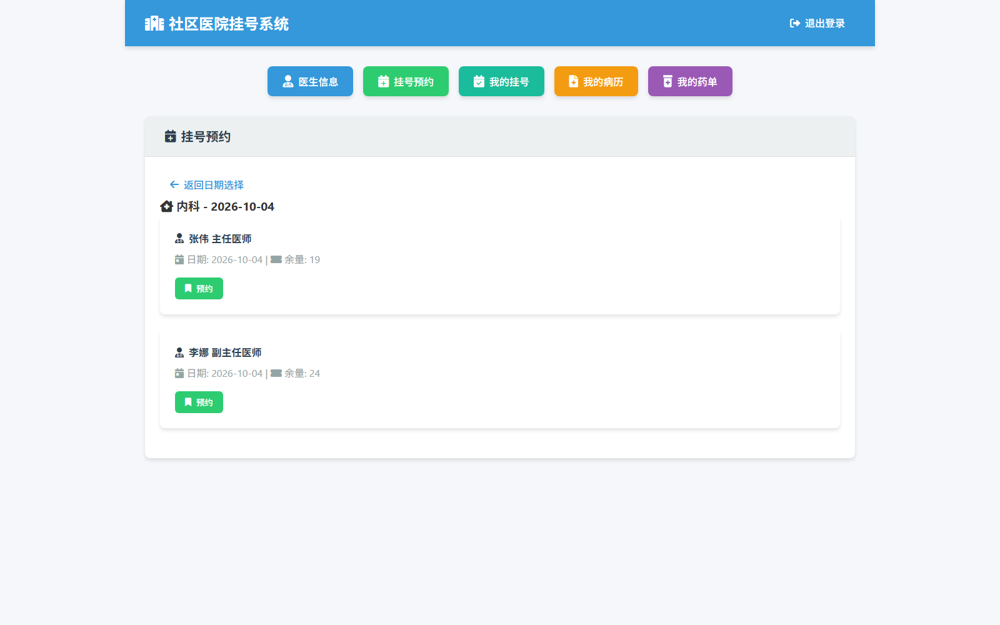 社区医院挂号系统
退出登录
医生信息
挂号预约
我的挂号
我的病历
我的药单
挂号预约
返回日期选择
内科 - 2026-10-04
张伟 主任医师
日期: 2026-10-04 | 余量: 19
预约
李娜 副主任医师
日期: 2026-10-04 | 余量: 24
预约